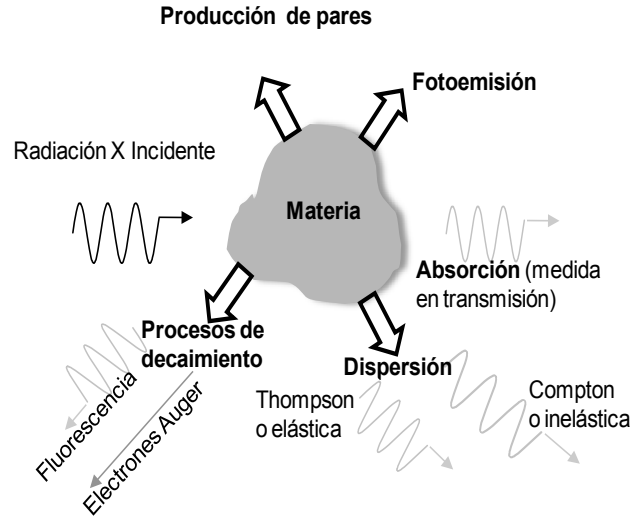 Producción de pares
Fotoemisión
Radiación X Incidente
Materia
Absorción (medida
en transmisión)
Procesos de
decaimiento
Dispersión
Thompson
o elástica
Compton
o inelástica
Fluorescencia
Electrones Auger